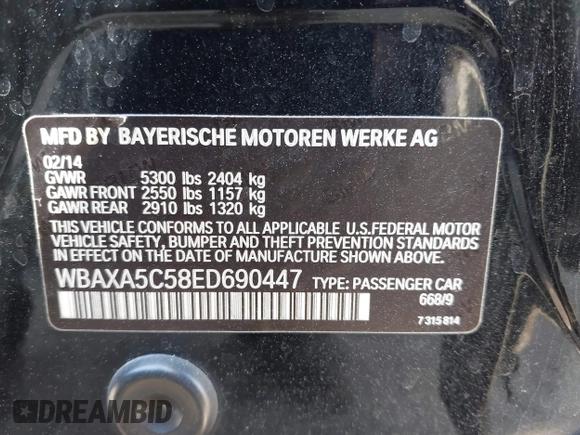 MFD BY BAYERISCHE MOTOREN WERKE AG
02/14
GVWR 5300 lbs 2404 kg
GAWR FRONT 2550 lbs 1157 kg
GAWR REAR 2910 lbs 1320 kg
THIS VEHICLE CONFORMS TO ALL APPLICABLE U.S.FEDERAL MOTOR
VEHICLE SAFETY, BUMPER AND THEFT PREVENTION STANDARDS
IN EFFECT ON THE DATE OF MANUFACTURE SHOWN ABOVE.
WBAXA5C58ED690447 TYPE: PASSENGER CAR
668/9
7315814
DREAMBID